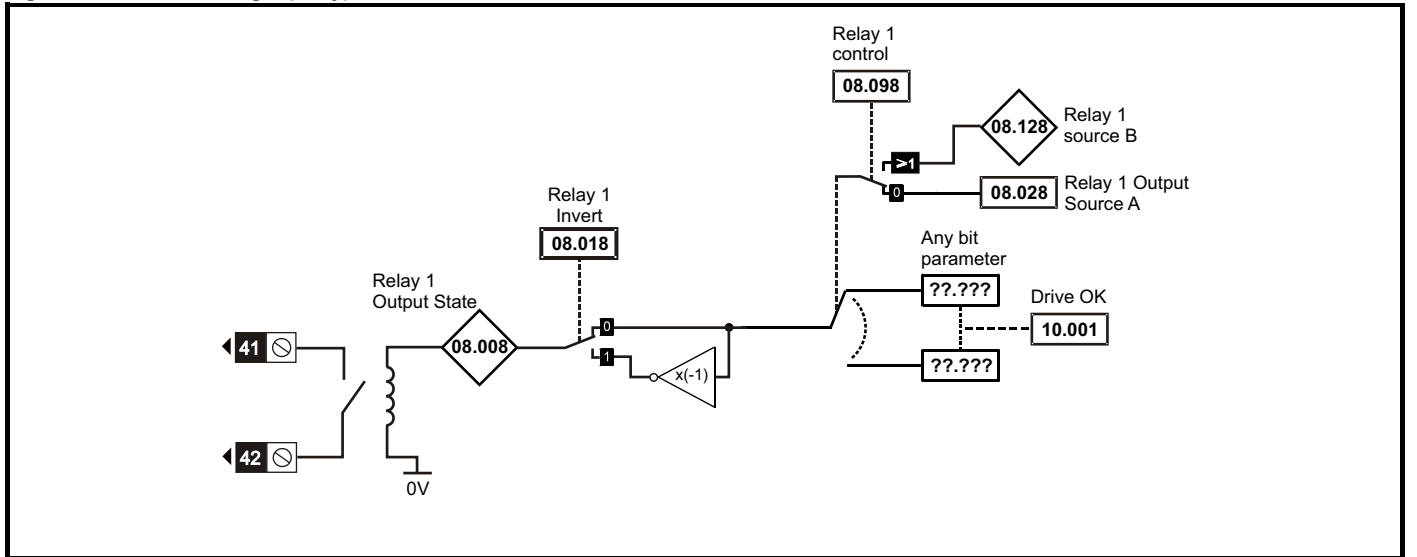 Relay 1
control
08.098
08.128
Relay 1
source B
>1
0
08.028
Relay 1 Output
Source A
Relay 1
Invert
08.018
Any bit
parameter
??.???
Drive OK
10.001
??.???
Relay 1
Output State
08.008
0
1
x(-1)
41
42
0V